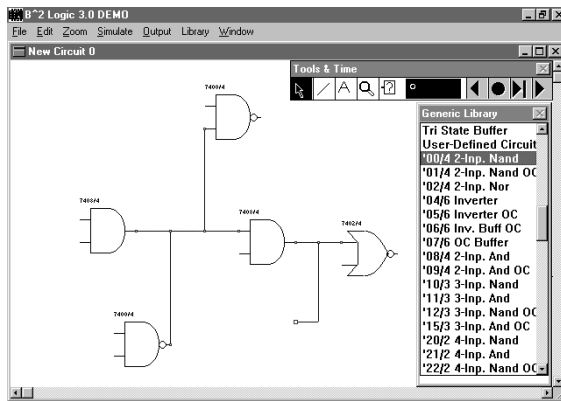 B^2 Logic 3.0 DEMO
File Edit Zoom Simulate Output Library Window
New Circuit 0
Tools & Time
Generic Library
Tri State Buffer
User-Defined Circuit
'00/4 2-Inp. Nand
'01/4 2-Inp. Nand OC
'02/4 2-Inp. Nor
'04/6 Inverter
'05/6 Inverter OC
'06/6 Inv. Buff OC
'07/6 OC Buffer
'08/4 2-Inp. And
'09/4 2-Inp. And OC
'10/3 3-Inp. Nand
'11/3 3-Inp. And
'12/3 3-Inp. Nand OC
'15/3 3-Inp. And OC
'20/2 4-Inp. Nand
'21/2 4-Inp. And
'22/2 4-Inp. Nand OC
7400/4
7408/4
7402/4
7400/4